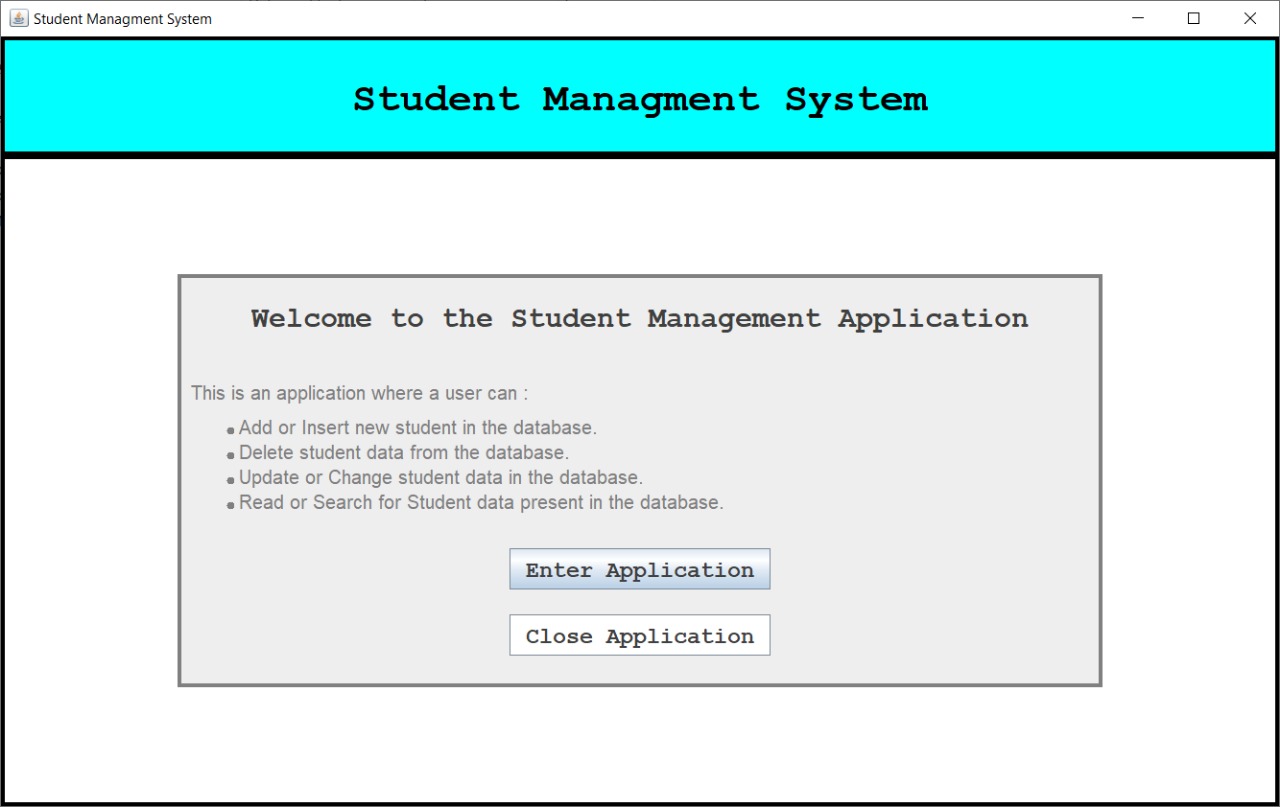 Student Managment System
Student Managment System
Welcome to the Student Management Application
This is an application where a user can :
Add or Insert new student in the database.
Delete student data from the database.
Update or Change student data in the database.
Read or Search for Student data present in the database.
Enter Application
Close Application